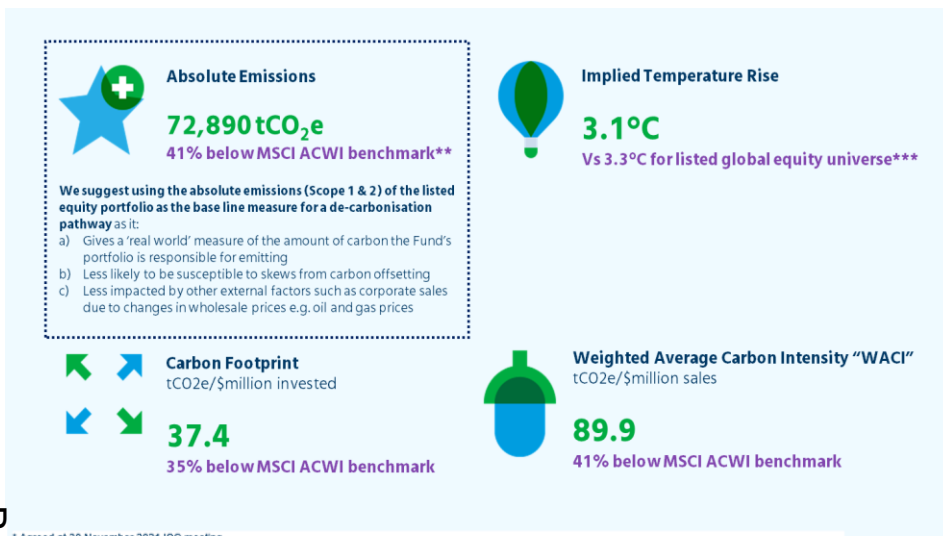 Absolute Emissions
72,890 tCO₂e
41% below MSCI ACWI benchmark**
We suggest using the absolute emissions (Scope 1 & 2) of the listed
equity portfolio as the base line measure for a de-carbonisation
pathway as it:
a) Gives a 'real world' measure of the amount of carbon the Fund's
portfolio is responsible for emitting
b) Less likely to be susceptible to skews from carbon offsetting
c) Less impacted by other external factors such as corporate sales
due to changes in wholesale prices e.g. oil and gas prices
Implied Temperature Rise
3.1°C
Vs 3.3°C for listed global equity universe***
Carbon Footprint
tCO2e/$million invested
37.4
35% below MSCI ACWI benchmark
Weighted Average Carbon Intensity "WACI"
tCO2e/$million sales
89.9
41% below MSCI ACWI benchmark